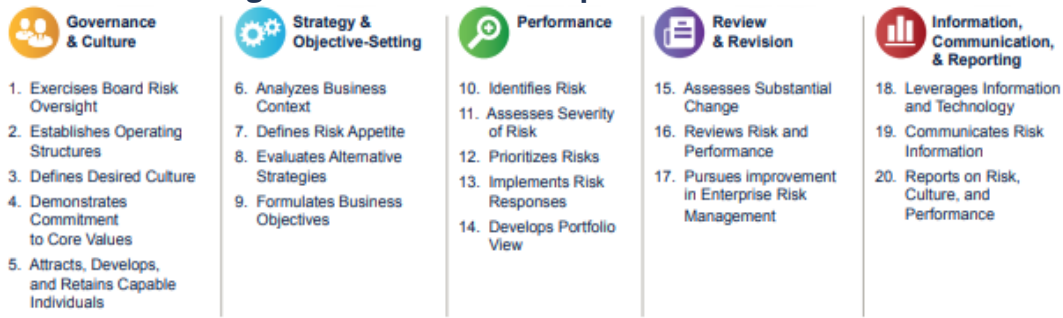 Governance
& Culture
1. Exercises Board Risk
Oversight
2. Establishes Operating
Structures
3. Defines Desired Culture
4. Demonstrates
Commitment
to Core Values
5. Attracts, Develops,
and Retains Capable
Individuals
Strategy &
Objective-Setting
6. Analyzes Business
Context
7. Defines Risk Appetite
8. Evaluates Alternative
Strategies
9. Formulates Business
Objectives
Performance
10. Identifies Risk
11. Assesses Severity
of Risk
12. Prioritizes Risks
13. Implements Risk
Responses
14. Develops Portfolio
View
Review
& Revision
15. Assesses Substantial
Change
16. Reviews Risk and
Performance
17. Pursues improvement
in Enterprise Risk
Management
Information,
Communication,
& Reporting
18. Leverages Information
and Technology
19. Communicates Risk
Information
20. Reports on Risk,
Culture, and
Performance